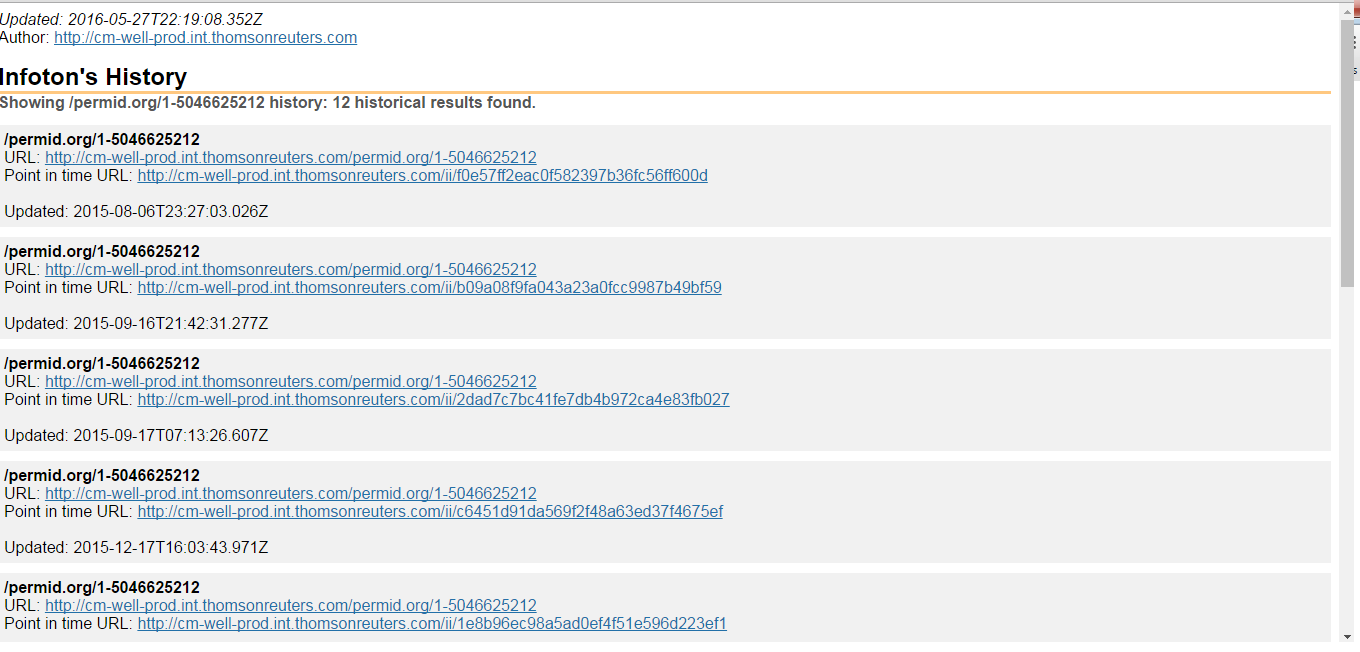 Updated: 2016-05-27T22:19:08.352Z
Author: http://cm-well-prod.int.thomsonreuters.com
Infoton's History
Showing /permid.org/1-5046625212 history: 12 historical results found.
/permid.org/1-5046625212
URL: http://cm-well-prod.int.thomsonreuters.com/permid.org/1-5046625212
Point in time URL: http://cm-well-prod.int.thomsonreuters.com/ii/f0e57ff2eac0f582397b36fc56ff600d
Updated: 2015-08-06T23:27:03.026Z
/permid.org/1-5046625212
URL: http://cm-well-prod.int.thomsonreuters.com/permid.org/1-5046625212
Point in time URL: http://cm-well-prod.int.thomsonreuters.com/ii/b09a08f9fa043a23a0fcc9987b49bf59
Updated: 2015-09-16T21:42:31.277Z
/permid.org/1-5046625212
URL: http://cm-well-prod.int.thomsonreuters.com/permid.org/1-5046625212
Point in time URL: http://cm-well-prod.int.thomsonreuters.com/ii/2dad7c7bc41fe7db4b972ca4e83fb027
Updated: 2015-09-17T07:13:26.607Z
/permid.org/1-5046625212
URL: http://cm-well-prod.int.thomsonreuters.com/permid.org/1-5046625212
Point in time URL: http://cm-well-prod.int.thomsonreuters.com/ii/c6451d91da569f2f48a63ed37f4675ef
Updated: 2015-12-17T16:03:43.971Z
/permid.org/1-5046625212
URL: http://cm-well-prod.int.thomsonreuters.com/permid.org/1-5046625212
Point in time URL: http://cm-well-prod.int.thomsonreuters.com/ii/1e8b96ec98a5ad0ef4f51e596d223ef1